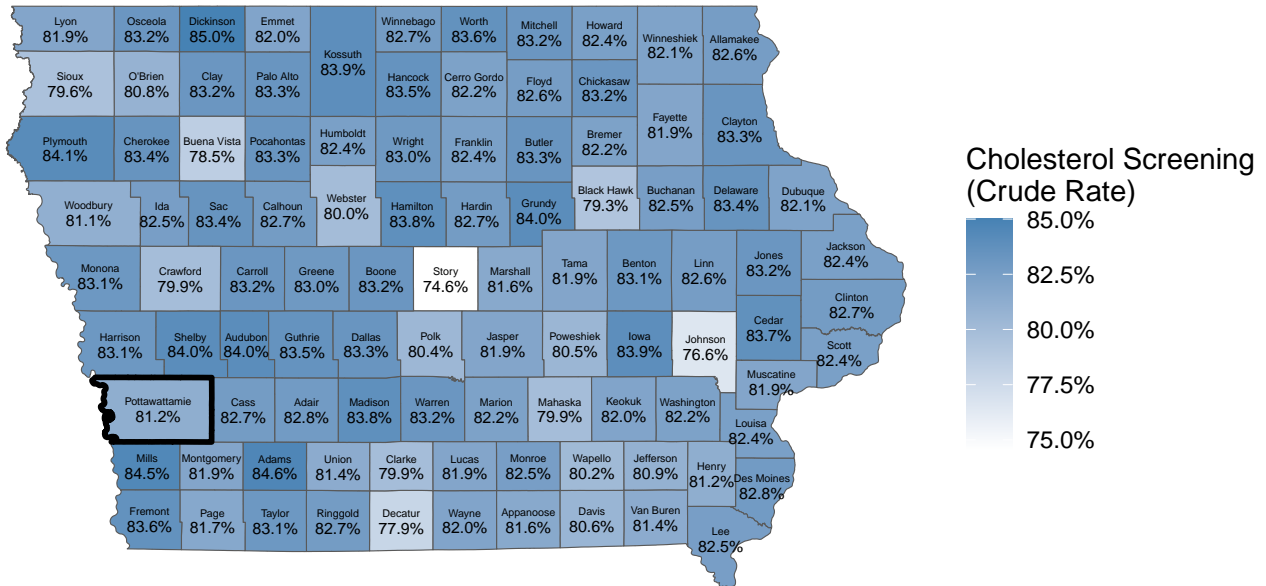 Lyon
81.9%
Osceola
83.2%
Dickinson
85.0%
Emmet
82.0%
Kossuth
83.9%
Winnebago
82.7%
Worth
83.6%
Mitchell
83.2%
Howard
82.4%
Winneshiek
82.1%
Allamakee
82.6%
Sioux
79.6%
O'Brien
80.8%
Clay
83.2%
Palo Alto
83.3%
Hancock
83.5%
Cerro Gordo
82.2%
Floyd
82.6%
Chickasaw
83.2%
Fayette
81.9%
Clayton
83.3%
Plymouth
84.1%
Cherokee
83.4%
Buena Vista
78.5%
Pocahontas
83.3%
Humboldt
82.4%
Wright
83.0%
Franklin
82.4%
Butler
83.3%
Bremer
82.2%
Woodbury
81.1%
Ida
82.5%
Sac
83.4%
Calhoun
82.7%
Webster
80.0%
Hamilton
83.8%
Hardin
82.7%
Grundy
84.0%
Black Hawk
79.3%
Buchanan
82.5%
Delaware
83.4%
Dubuque
82.1%
Monona
83.1%
Crawford
79.9%
Carroll
83.2%
Greene
83.0%
Boone
83.2%
Story
74.6%
Marshall
81.6%
Tama
81.9%
Benton
83.1%
Linn
82.6%
Jones
83.2%
Jackson
82.4%
Clinton
82.7%
Harrison
83.1%
Shelby
84.0%
Audubon
84.0%
Guthrie
83.5%
Dallas
83.3%
Polk
80.4%
Jasper
81.9%
Poweshiek
80.5%
Iowa
83.9%
Johnson
76.6%
Cedar
83.7%
Scott
82.4%
Muscatine
81.9%
Pottawattamie
81.2%
Cass
82.7%
Adair
82.8%
Madison
83.8%
Warren
83.2%
Marion
82.2%
Mahaska
79.9%
Keokuk
82.0%
Washington
82.2%
Louisa
82.4%
Mills
84.5%
Montgomery
81.9%
Adams
84.6%
Union
81.4%
Clarke
79.9%
Lucas
81.9%
Monroe
82.5%
Wapello
80.2%
Jefferson
80.9%
Henry
81.2%
Des Moines
82.8%
Fremont
83.6%
Page
81.7%
Taylor
83.1%
Ringgold
82.7%
Decatur
77.9%
Wayne
82.0%
Appanoose
81.6%
Davis
80.6%
Van Buren
81.4%
Lee
82.5%
Cholesterol Screening
(Crude Rate)
85.0%
82.5%
80.0%
77.5%
75.0%